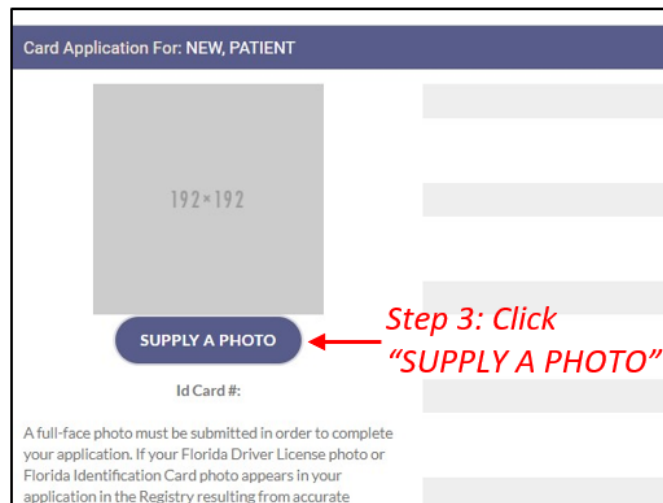 Card Application For: NEW, PATIENT
192×192
SUPPLY A PHOTO
Step 3: Click
“SUPPLY A PHOTO”
Id Card #:
A full-face photo must be submitted in order to complete
your application. If your Florida Driver License photo or
Florida Identification Card photo appears in your
application in the Registry resulting from accurate